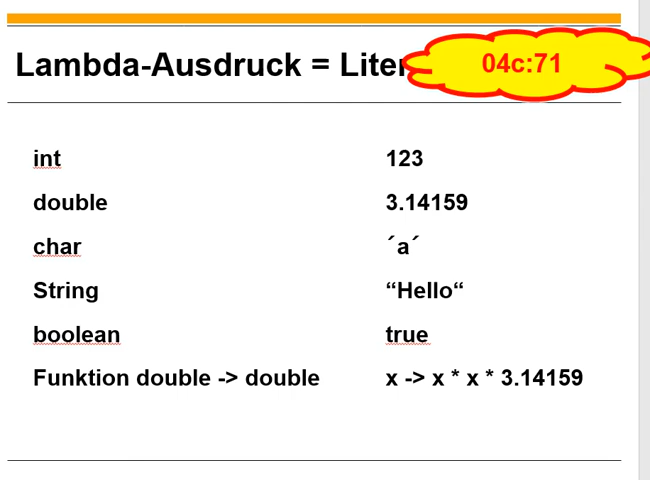 Lambda-Ausdruck =
04c:71
int 123
double 3.14159
char ´a´
String “Hello“
boolean true
Funktion double -> double x -> x * x * 3.14159